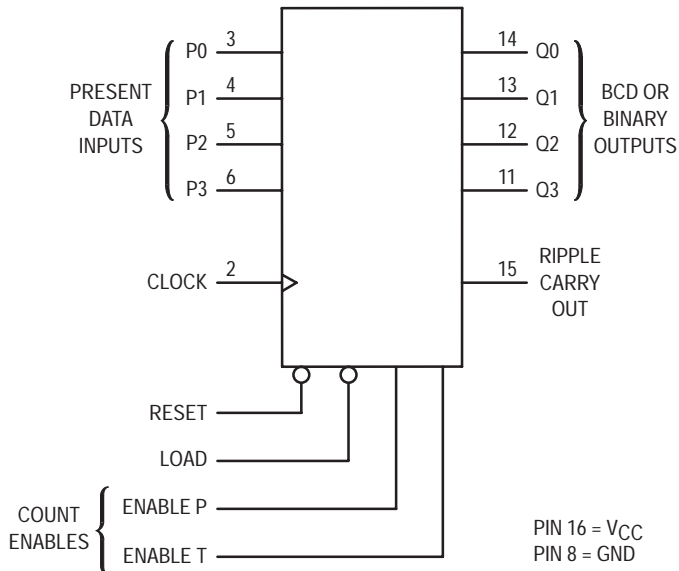 PRESENT
DATA
INPUTS
P0 3
P1 4
P2 5
P3 6
CLOCK 2
14 Q0
13 Q1
12 Q2
11 Q3
BCD OR
BINARY
OUTPUTS
15 RIPPLE
CARRY
OUT
RESET
LOAD
COUNT
ENABLES
ENABLE P
ENABLE T
PIN 16 = VCC
PIN 8 = GND